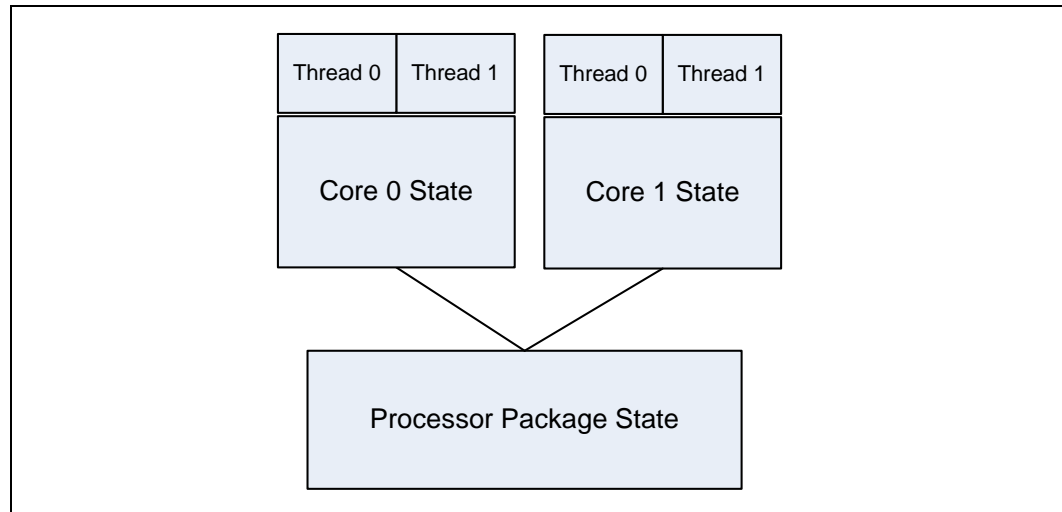 Thread 0 Thread 1 Thread 0 Thread 1
Core 0 State Core 1 State
Processor Package State